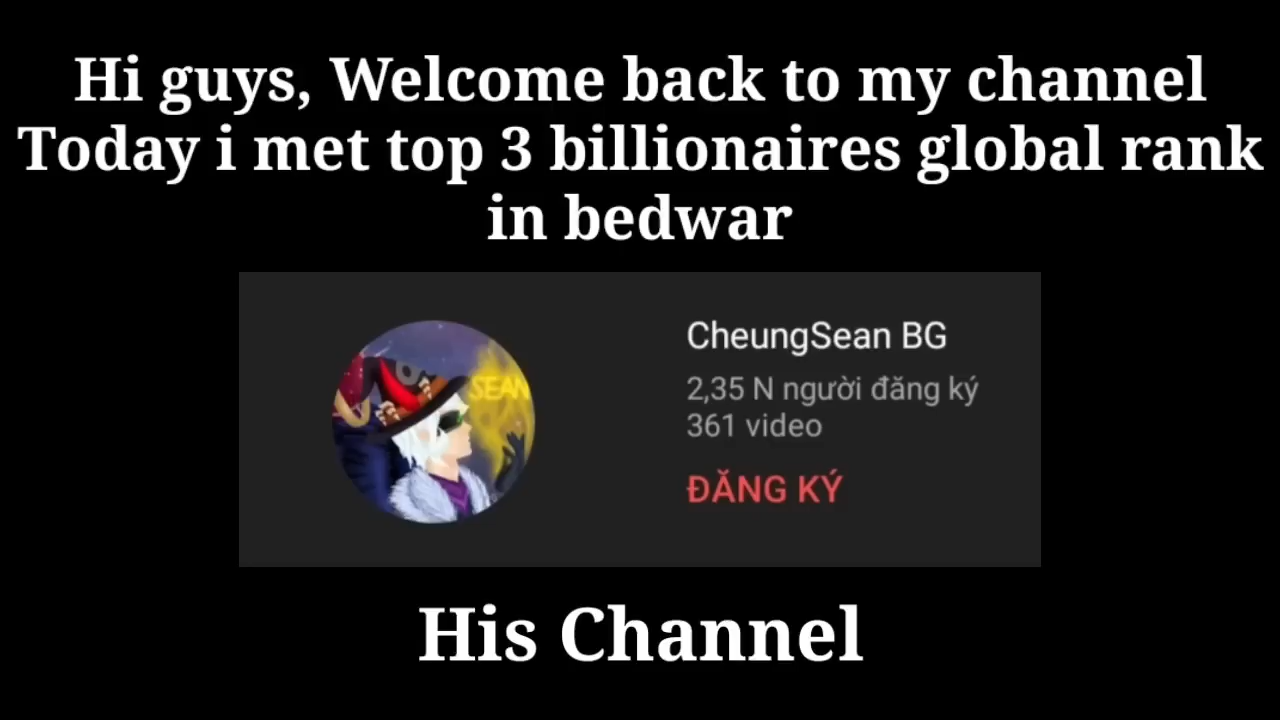 Hi guys, Welcome back to my channel
Today i met top 3 billionaires global rank
in bedwar
SEAN
CheungSean BG
2,35 N người đăng ký
361 video
ĐĂNG KÝ
His Channel